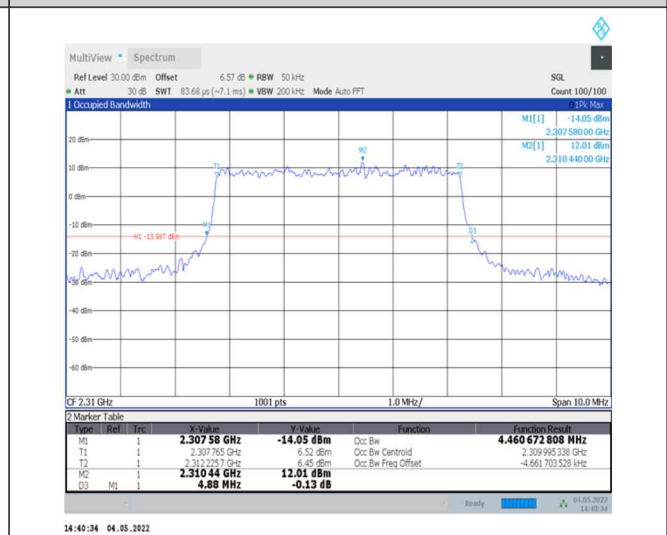 MultiView Spectrum
Ref Level 30.00 dBm Offset 6.57 dB RBW 50 kHz SGL
Att 30 dB SWT 83.68 µs (~7.1 ms) VBW 200 kHz Mode Auto FFT Count 100/100
1 Occupied Bandwidth 1Pk Max
M1[1] -14.05 dBm
2.307 580 00 GHz
M2[1] 12.01 dBm
2.310 440 00 GHz
20 dBm
M2
T1
T2
10 dBm
0 dBm
-10 dBm
M1
D3
H1 -13.987 dBm
-20 dBm
-30 dBm
-40 dBm
-50 dBm
-60 dBm
CF 2.31 GHz 1001 pts 1.0 MHz/ Span 10.0 MHz
2 Marker Table
Type Ref Trc X-Value Y-Value Function Function Result
M1 1 2.307 58 GHz -14.05 dBm Occ Bw 4.460 672 808 MHz
T1 1 2.307 765 GHz 6.52 dBm Occ Bw Centroid 2.309 995 338 GHz
T2 1 2.312 225 7 GHz 6.45 dBm Occ Bw Freq Offset -4.661 703 528 kHz
M2 1 2.310 44 GHz 12.01 dBm
D3 M1 1 4.88 MHz -0.13 dB
Ready 04.05.2022
14:40:34
14:40:34 04.05.2022